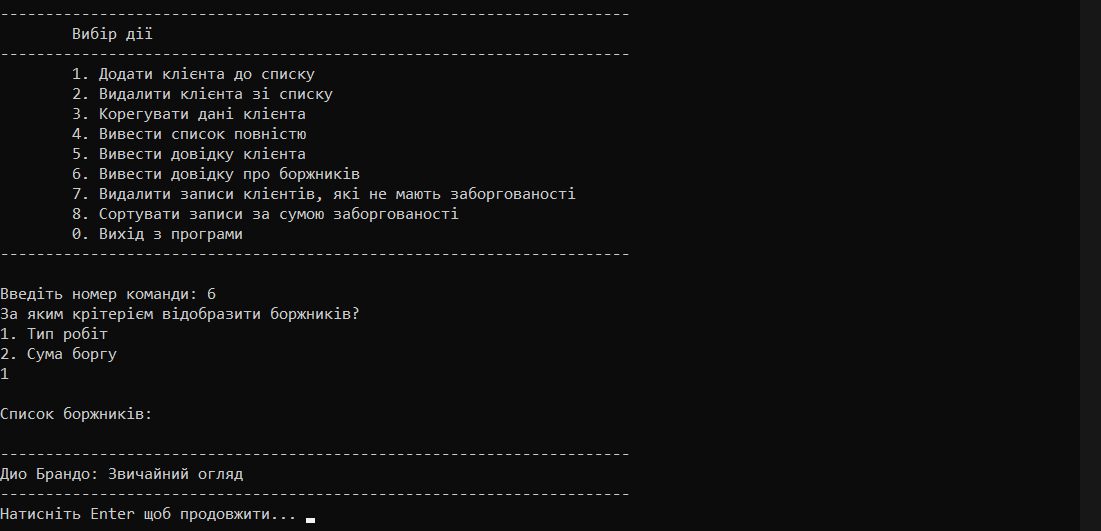 ----------------------------------------------------------------------
Вибір дії
----------------------------------------------------------------------
1. Додати клієнта до списку
2. Видалити клієнта зі списку
3. Корегувати дані клієнта
4. Вивести список повністю
5. Вивести довідку клієнта
6. Вивести довідку про боржників
7. Видалити записи клієнтів, які не мають заборгованості
8. Сортувати записи за сумою заборгованості
0. Вихід з програми
----------------------------------------------------------------------
Введіть номер команди: 6
За яким крітерієм відобразити боржників?
1. Тип робіт
2. Сума боргу
1
Список боржників:
----------------------------------------------------------------------
Дио Брандо: Звичайний огляд
----------------------------------------------------------------------
Натисніть Enter щоб продовжити...